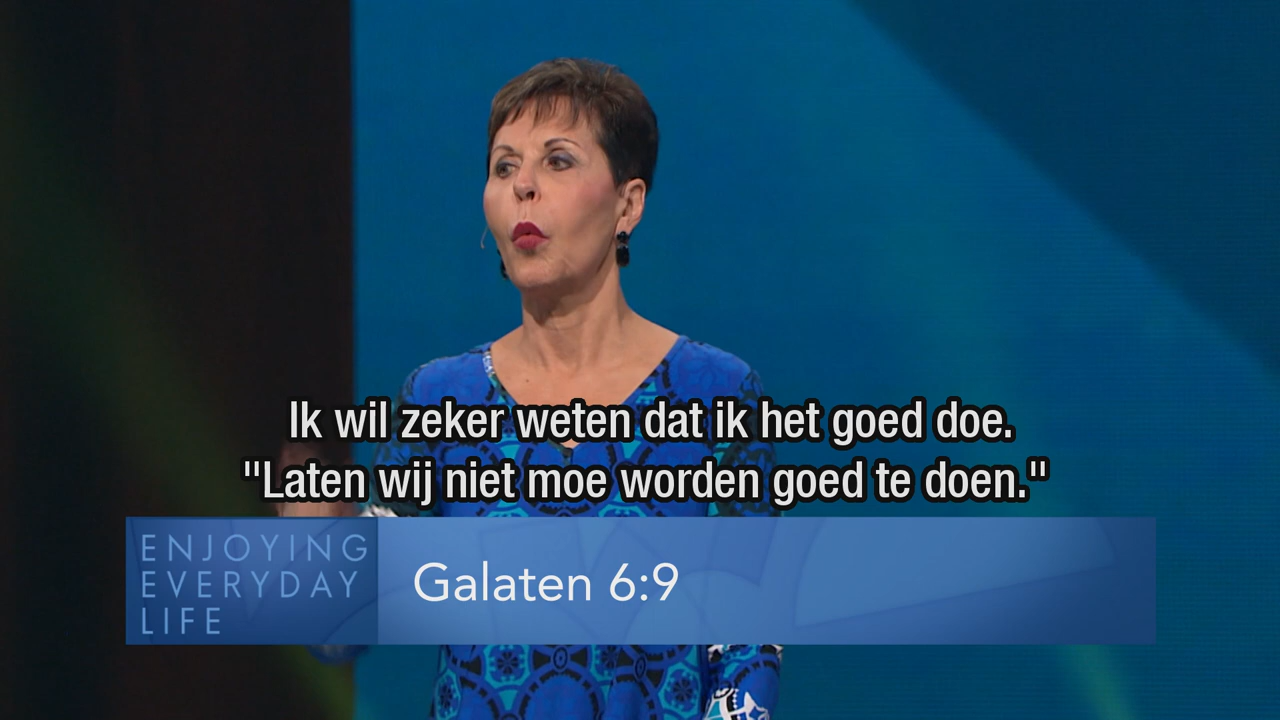 Ik wil zeker weten dat ik het goed doe.
"Laten wij niet moe worden goed te doen."
ENJOYING
EVERYDAY
LIFE
Galaten 6:9